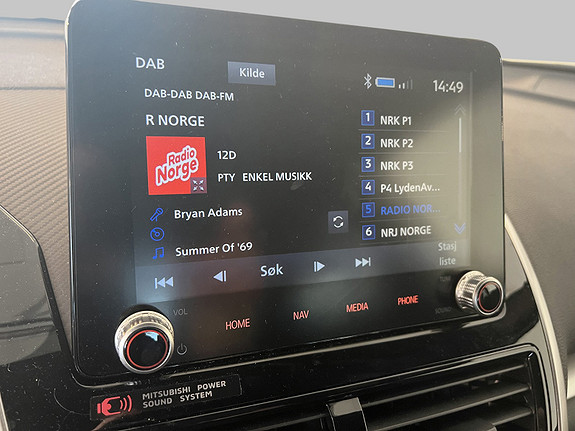 DAB
Kilde
14:49
DAB-DAB DAB-FM
R NORGE
Radio
Norge
12D
PTY ENKEL MUSIKK
Bryan Adams
Summer Of '69
1 NRK P1
2 NRK P2
3 NRK P3
4 P4 LydenAv...
5 RADIO NOR...
6 NRJ NORGE
Søk
Stasj
liste
VOL
SOUND
HOME
NAV
MEDIA
PHONE
MITSUBISHI POWER
SOUND SYSTEM